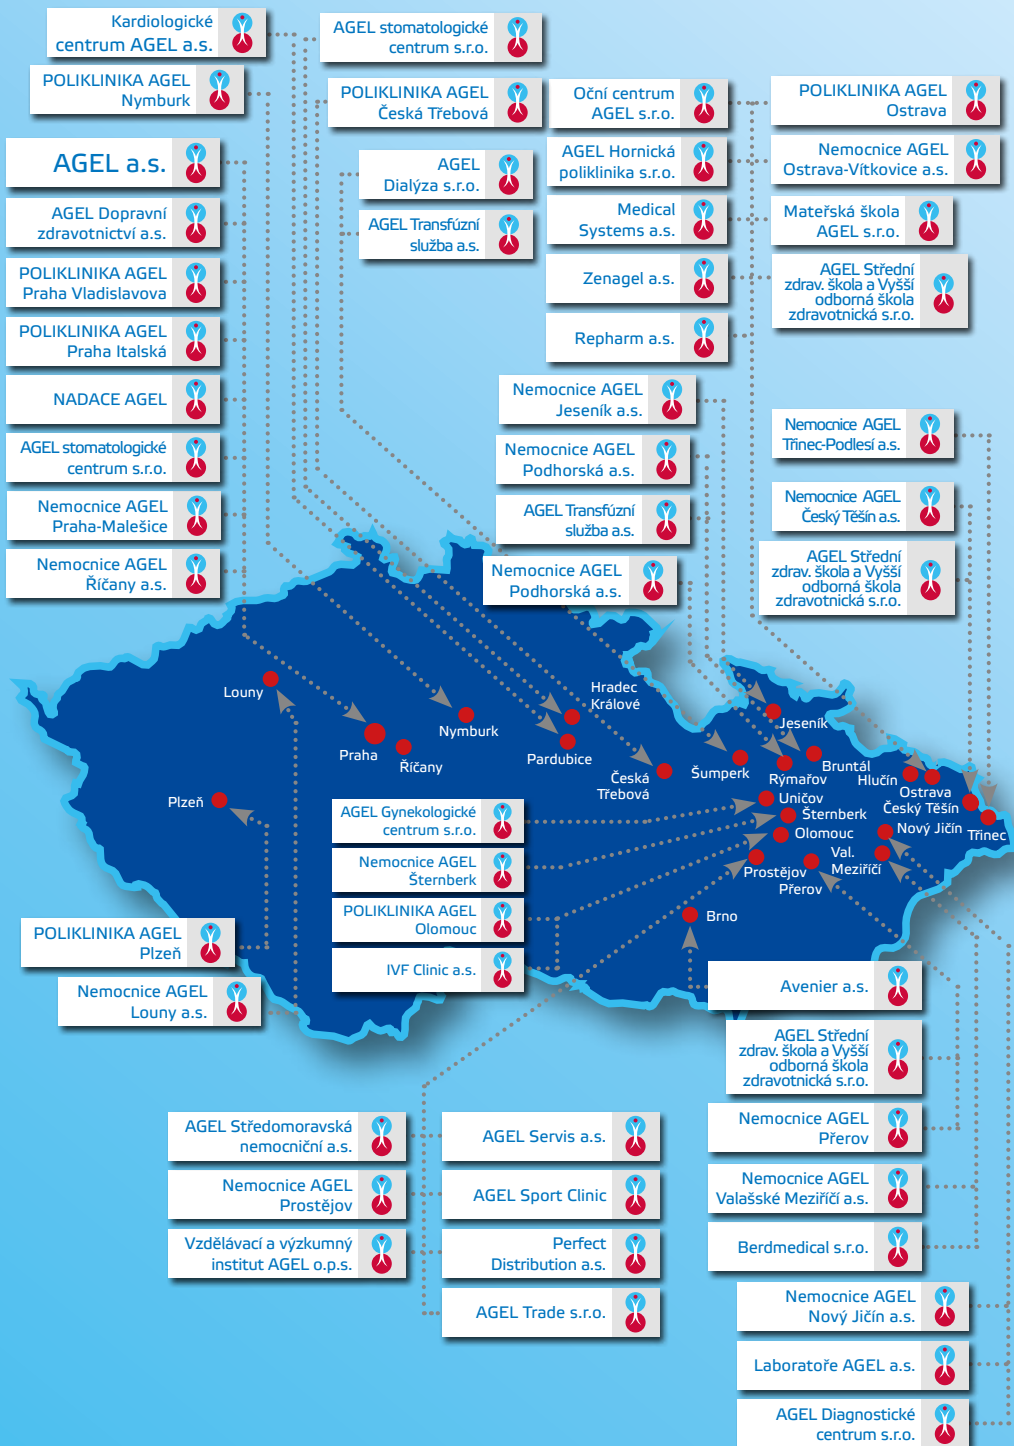 Kardiologické
centrum AGEL a.s.
POLIKLINIKA AGEL
Nymburk
AGEL a.s.
AGEL Dopravní
zdravotnictví a.s.
POLIKLINIKA AGEL
Praha Vladislavova
POLIKLINIKA AGEL
Praha Italská
NADACE AGEL
AGEL stomatologické
centrum s.r.o.
Nemocnice AGEL
Praha-Malešice
Nemocnice AGEL
Říčany a.s.
AGEL stomatologické
centrum s.r.o.
POLIKLINIKA AGEL
Česká Třebová
AGEL
Dialýza s.r.o.
AGEL Transfúzní
služba a.s.
Oční centrum
AGEL s.r.o.
AGEL Hornická
poliklinika s.r.o.
Medical
Systems a.s.
Zenagel a.s.
Repharm a.s.
POLIKLINIKA AGEL
Ostrava
Nemocnice AGEL
Ostrava-Vítkovice a.s.
Mateřská škola
AGEL s.r.o.
AGEL Střední
zdrav. škola a Vyšší
odborná škola
zdravotnická s.r.o.
Nemocnice AGEL
Jeseník a.s.
Nemocnice AGEL
Podhorská a.s.
AGEL Transfúzní
služba a.s.
Nemocnice AGEL
Podhorská a.s.
Nemocnice AGEL
Třinec-Podlesí a.s.
Nemocnice AGEL
Český Těšín a.s.
AGEL Střední
zdrav. škola a Vyšší
odborná škola
zdravotnická s.r.o.
Louny
Praha
Říčany
Nymburk
Hradec
Králové
Pardubice
Česká
Třebová
Plzeň
Šumperk
Jeseník
Rýmařov
Bruntál
Hlučín
Ostrava
Český Těšín
Třinec
Uničov
Šternberk
Olomouc
Nový Jičín
Val.
Meziříčí
Prostějov
Přerov
Brno
AGEL Gynekologické
centrum s.r.o.
Nemocnice AGEL
Šternberk
POLIKLINIKA AGEL
Olomouc
IVF Clinic a.s.
POLIKLINIKA AGEL
Plzeň
Nemocnice AGEL
Louny a.s.
Avenier a.s.
AGEL Střední
zdrav. škola a Vyšší
odborná škola
zdravotnická s.r.o.
Nemocnice AGEL
Přerov
Nemocnice AGEL
Valašské Meziříčí a.s.
Berdmedical s.r.o.
Nemocnice AGEL
Nový Jičín a.s.
Laboratoře AGEL a.s.
AGEL Diagnostické
centrum s.r.o.
AGEL Středomoravská
nemocniční a.s.
Nemocnice AGEL
Prostějov
Vzdělávací a výzkumný
institut AGEL o.p.s.
AGEL Servis a.s.
AGEL Sport Clinic
Perfect
Distribution a.s.
AGEL Trade s.r.o.